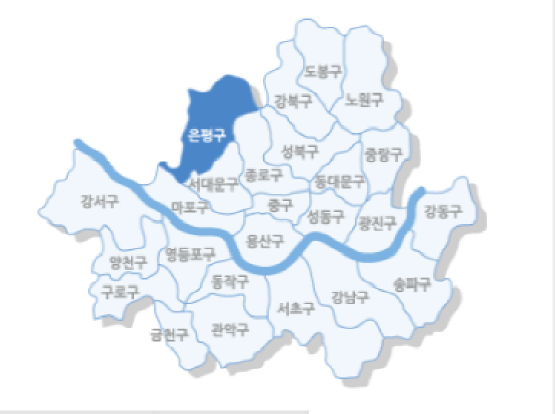 도봉구
강북구
노원구
은평구
성북구
중랑구
종로구
서대문구
동대문구
강서구
마포구
중구
성동구
광진구
강동구
용산구
영등포구
양천구
동작구
송파구
구로구
강남구
서초구
관악구
금천구